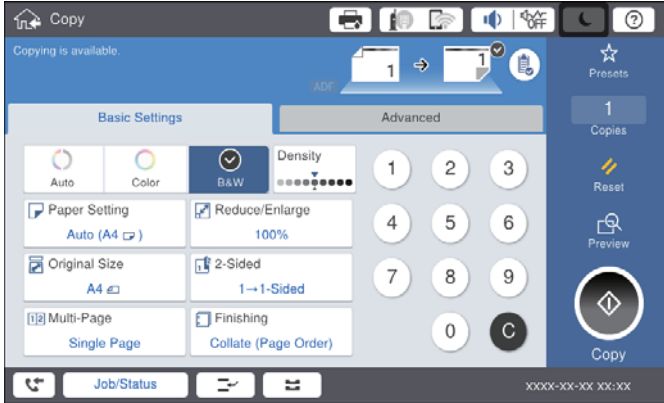 Copy
OFF
?
Copying is available.
ADF
1
1
Presets
Basic Settings
Advanced
1
Copies
Auto
Color
B&W
Density
1
2
3
Reset
Paper Setting
Auto (A4)
Reduce/Enlarge
100%
4
5
6
Preview
Original Size
A4
2-Sided
1→1-Sided
7
8
9
1 2 Multi-Page
Single Page
Finishing
Collate (Page Order)
0
C
Copy
Job/Status
xxxx-xx-xx xx:xx